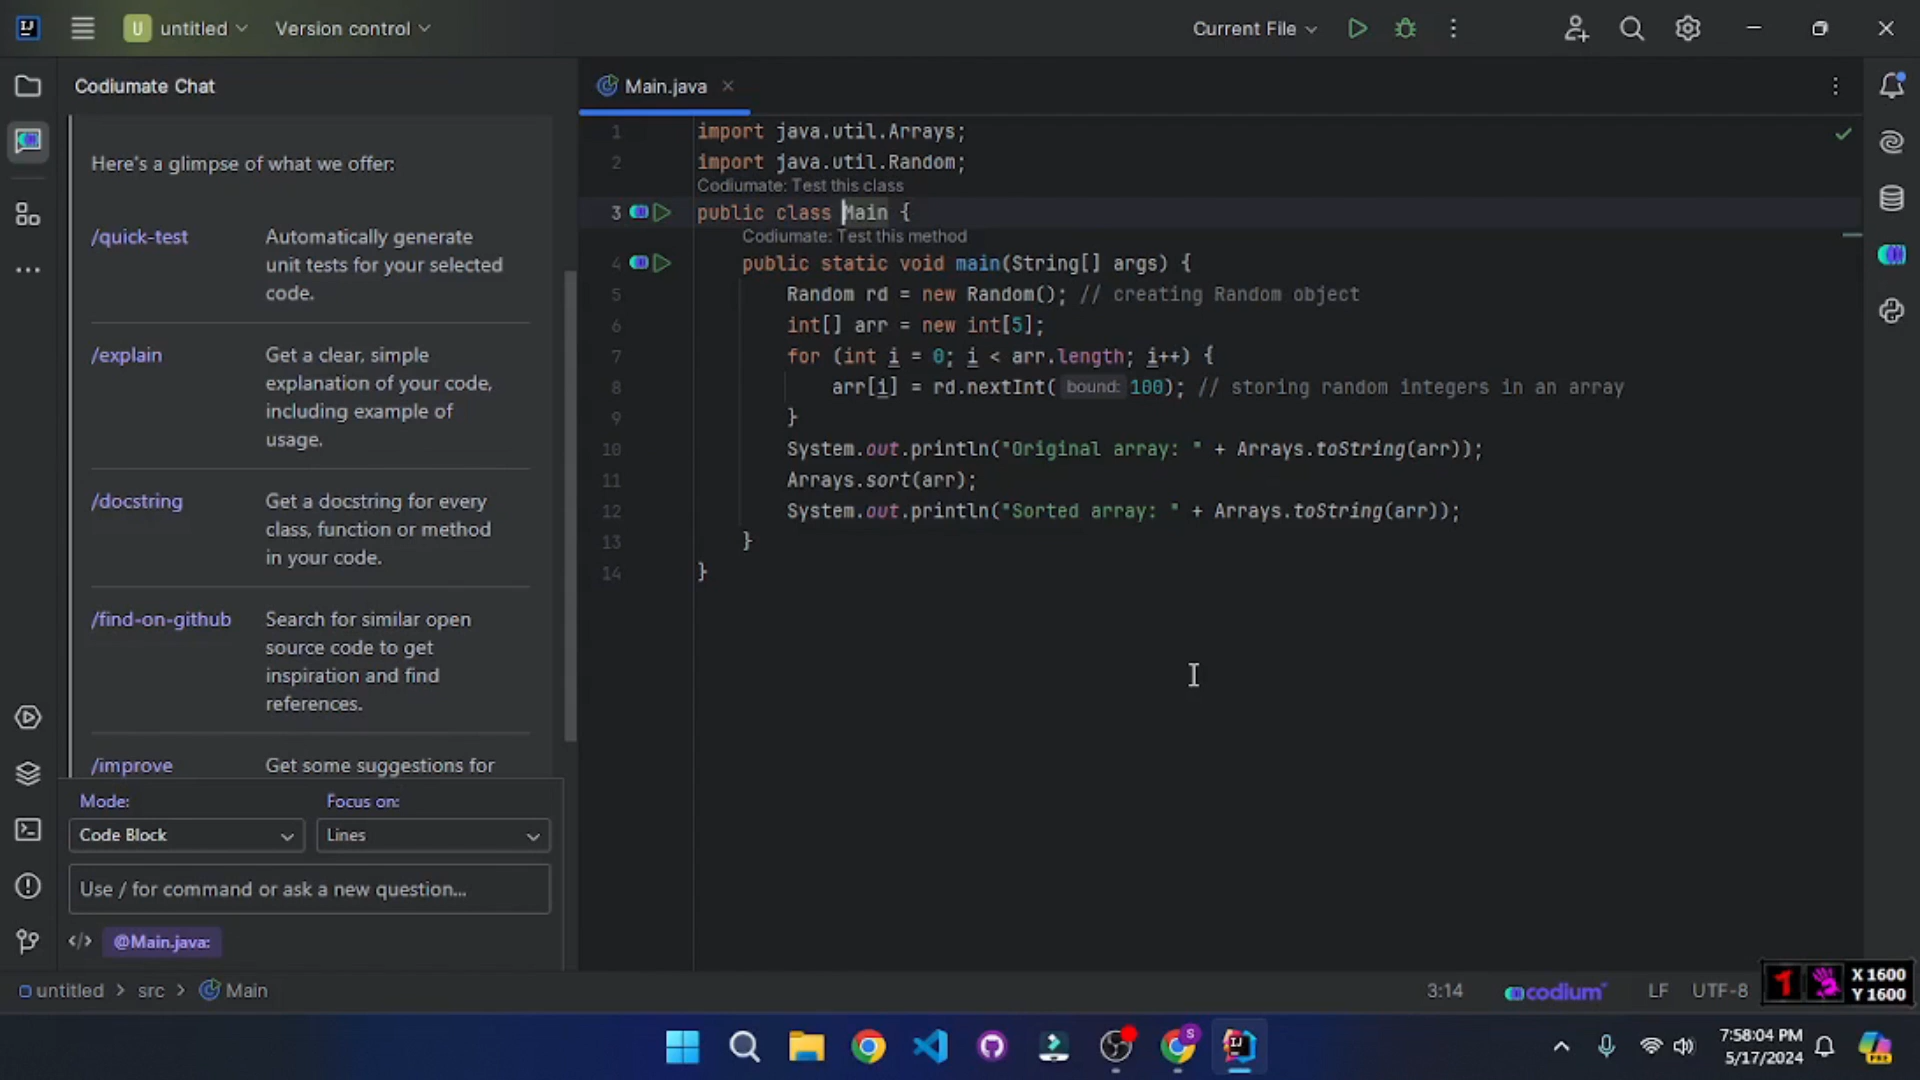 U untitled Version control Current File
Codiumate Chat
Here's a glimpse of what we offer:
/quick-test Automatically generate
unit tests for your selected
code.
/explain Get a clear, simple
explanation of your code,
including example of
usage.
/docstring Get a docstring for every
class, function or method
in your code.
/find-on-github Search for similar open
source code to get
inspiration and find
references.
/improve Get some suggestions for
Mode: Focus on:
Code Block Lines
Use / for command or ask a new question...
</> @Main.java:
Main.java
1 import java.util.Arrays;
2 import java.util.Random;
Codiumate: Test this class
3 public class Main {
Codiumate: Test this method
4 public static void main(String[] args) {
5 Random rd = new Random(); // creating Random object
6 int[] arr = new int[5];
7 for (int i = 0; i < arr.length; i++) {
8 arr[i] = rd.nextInt( bound: 100); // storing random integers in an array
9 }
10 System.out.println("Original array: " + Arrays.toString(arr));
11 Arrays.sort(arr);
12 System.out.println("Sorted array: " + Arrays.toString(arr));
13 }
14 }
untitled > src > Main 3:14 codium LF UTF-8
X 1600
Y 1600
7:58:04 PM
5/17/2024